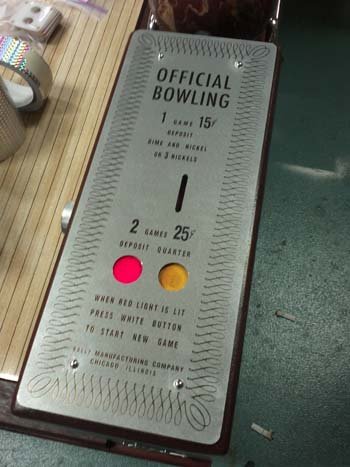 OFFICIAL
BOWLING
1 GAME 15¢
DEPOSIT
DIME AND NICKEL
OR 3 NICKELS
2 GAMES 25¢
DEPOSIT QUARTER
WHEN RED LIGHT IS LIT
PRESS WHITE BUTTON
TO START NEW GAME
BALLY MANUFACTURING COMPANY
CHICAGO, ILLINOIS